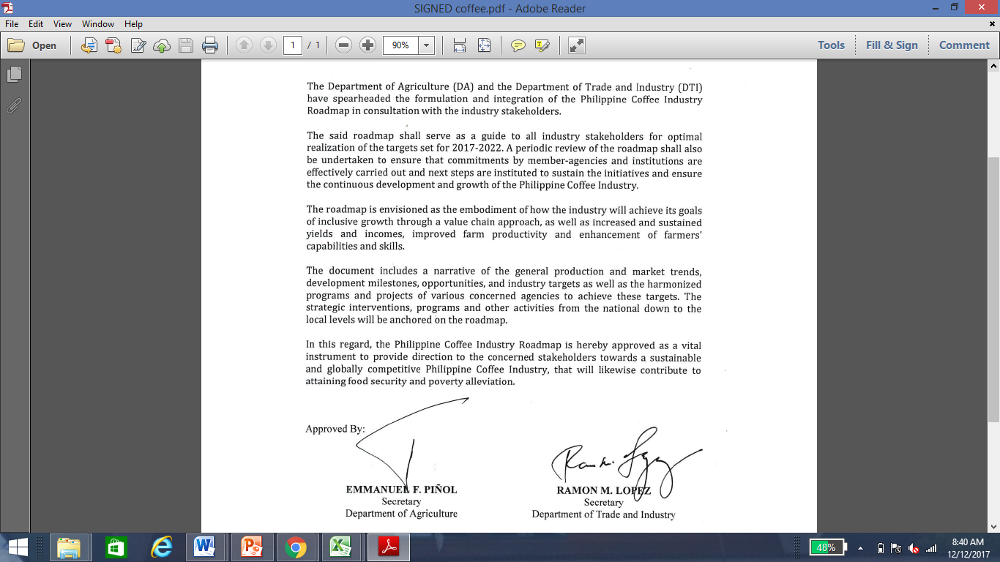 SIGNED coffee.pdf - Adobe Reader
File Edit View Window Help
Open 1 / 1 90% Tools Fill & Sign Comment
The Department of Agriculture (DA) and the Department of Trade and Industry (DTI)
have spearheaded the formulation and integration of the Philippine Coffee Industry
Roadmap in consultation with the industry stakeholders.
The said roadmap shall serve as a guide to all industry stakeholders for optimal
realization of the targets set for 2017-2022. A periodic review of the roadmap shall also
be undertaken to ensure that commitments by member-agencies and institutions are
effectively carried out and next steps are instituted to sustain the initiatives and ensure
the continuous development and growth of the Philippine Coffee Industry.
The roadmap is envisioned as the embodiment of how the industry will achieve its goals
of inclusive growth through a value chain approach, as well as increased and sustained
yields and incomes, improved farm productivity and enhancement of farmers’
capabilities and skills.
The document includes a narrative of the general production and market trends,
development milestones, opportunities, and industry targets as well as the harmonized
programs and projects of various concerned agencies to achieve these targets. The
strategic interventions, programs and other activities from the national down to the
local levels will be anchored on the roadmap.
In this regard, the Philippine Coffee Industry Roadmap is hereby approved as a vital
instrument to provide direction to the concerned stakeholders towards a sustainable
and globally competitive Philippine Coffee Industry, that will likewise contribute to
attaining food security and poverty alleviation.
Approved By:
EMMANUEL F. PIÑOL
Secretary
Department of Agriculture
RAMON M. LOPEZ
Secretary
Department of Trade and Industry
48%
8:40 AM
12/12/2017